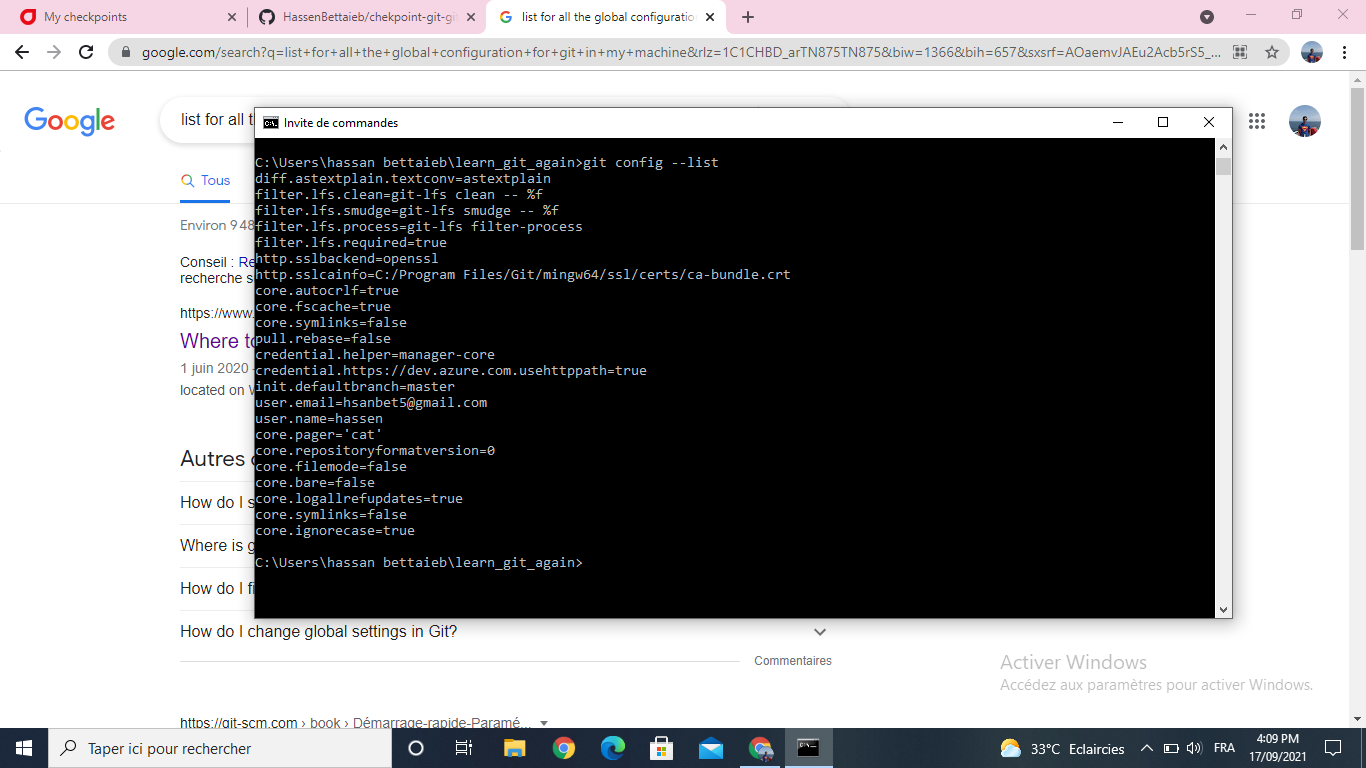 My checkpoints
HassenBettaieb/chekpoint-git-gi
list for all the global configuratio
google.com/search?q=list+for+all+the+global+configuration+for+git+in+my+machine&rlz=1C1CHBD_arTN875TN875&biw=1366&bih=657&sxsrf=AOaemvJAEu2Acb5rS5_...
Google
list for all t
Tous
Environ 9 48
Conseil : Re
recherche s
https://www.
Where to
1 juin 2020
located on W
Autres
How do I s
Where is g
How do I fi
How do I change global settings in Git?
Commentaires
https://git-scm.com › book › Démarrage-rapide-Paramé...
Invite de commandes
C:\Users\hassan bettaieb\learn_git_again>git config --list
diff.astextplain.textconv=astextplain
filter.lfs.clean=git-lfs clean -- %f
filter.lfs.smudge=git-lfs smudge -- %f
filter.lfs.process=git-lfs filter-process
filter.lfs.required=true
http.sslbackend=openssl
http.sslcainfo=C:/Program Files/Git/mingw64/ssl/certs/ca-bundle.crt
core.autocrlf=true
core.fscache=true
core.symlinks=false
pull.rebase=false
credential.helper=manager-core
credential.https://dev.azure.com.usehttppath=true
init.defaultbranch=master
user.email=hsanbet5@gmail.com
user.name=hassen
core.pager='cat'
core.repositoryformatversion=0
core.filemode=false
core.bare=false
core.logallrefupdates=true
core.symlinks=false
core.ignorecase=true
C:\Users\hassan bettaieb\learn_git_again>
Activer Windows
Accédez aux paramètres pour activer Windows.
Taper ici pour rechercher
33°C Eclaircies
FRA
4:09 PM
17/09/2021